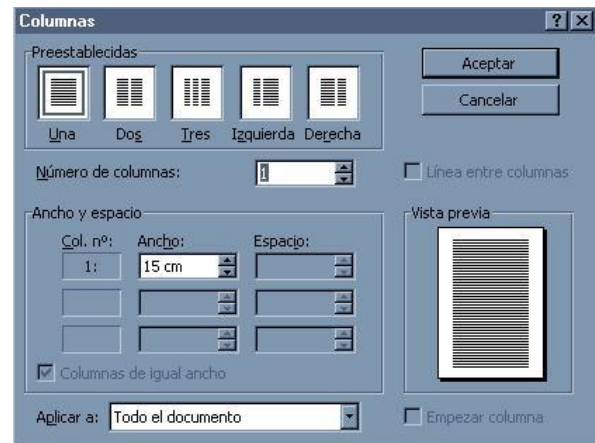 Columnas
Preestablecidas
Una Dos Tres Izquierda Derecha
Aceptar
Cancelar
Número de columnas: 1
Línea entre columnas
Ancho y espacio
Col. nº: Ancho: Espacio:
1: 15 cm
Columnas de igual ancho
Vista previa
Aplicar a: Todo el documento
Empezar columna